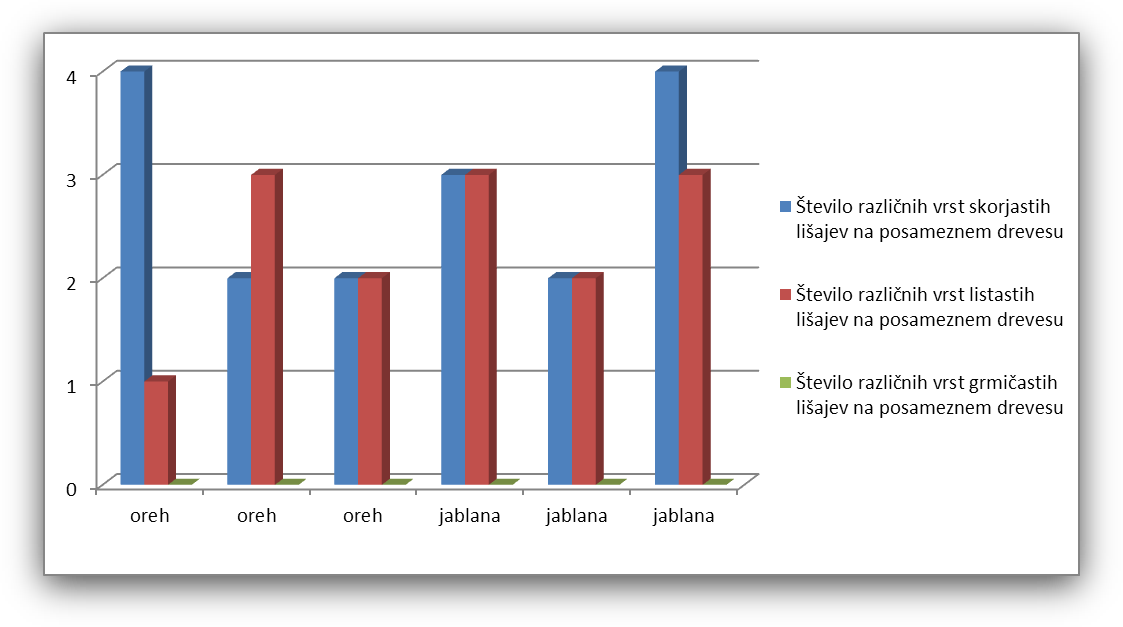 4
3
2
1
0
oreh
oreh
oreh
jablana
jablana
jablana
Število različnih vrst skorjastih
lišajev na posameznem drevesu
Število različnih vrst listastih
lišajev na posameznem drevesu
Število različnih vrst grmičastih
lišajev na posameznem drevesu